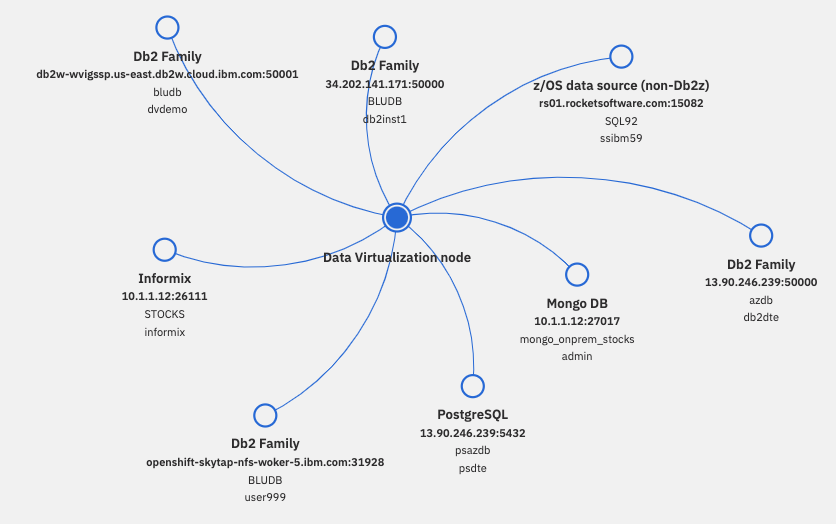 Db2 Family
db2w-wvigssp.us-east.db2w.cloud.ibm.com:50001
bludb
dvdemo
Db2 Family
34.202.141.171:50000
BLUDB
db2inst1
z/OS data source (non-Db2z)
rs01.rocketsoftware.com:15082
SQL92
ssibm59
Data Virtualization node
Db2 Family
13.90.246.239:50000
azdb
db2dte
Informix
10.1.1.12:26111
STOCKS
informix
Mongo DB
10.1.1.12:27017
mongo_onprem_stocks
admin
PostgreSQL
13.90.246.239:5432
psazdb
psdte
Db2 Family
openshift-skytap-nfs-woker-5.ibm.com:31928
BLUDB
user999